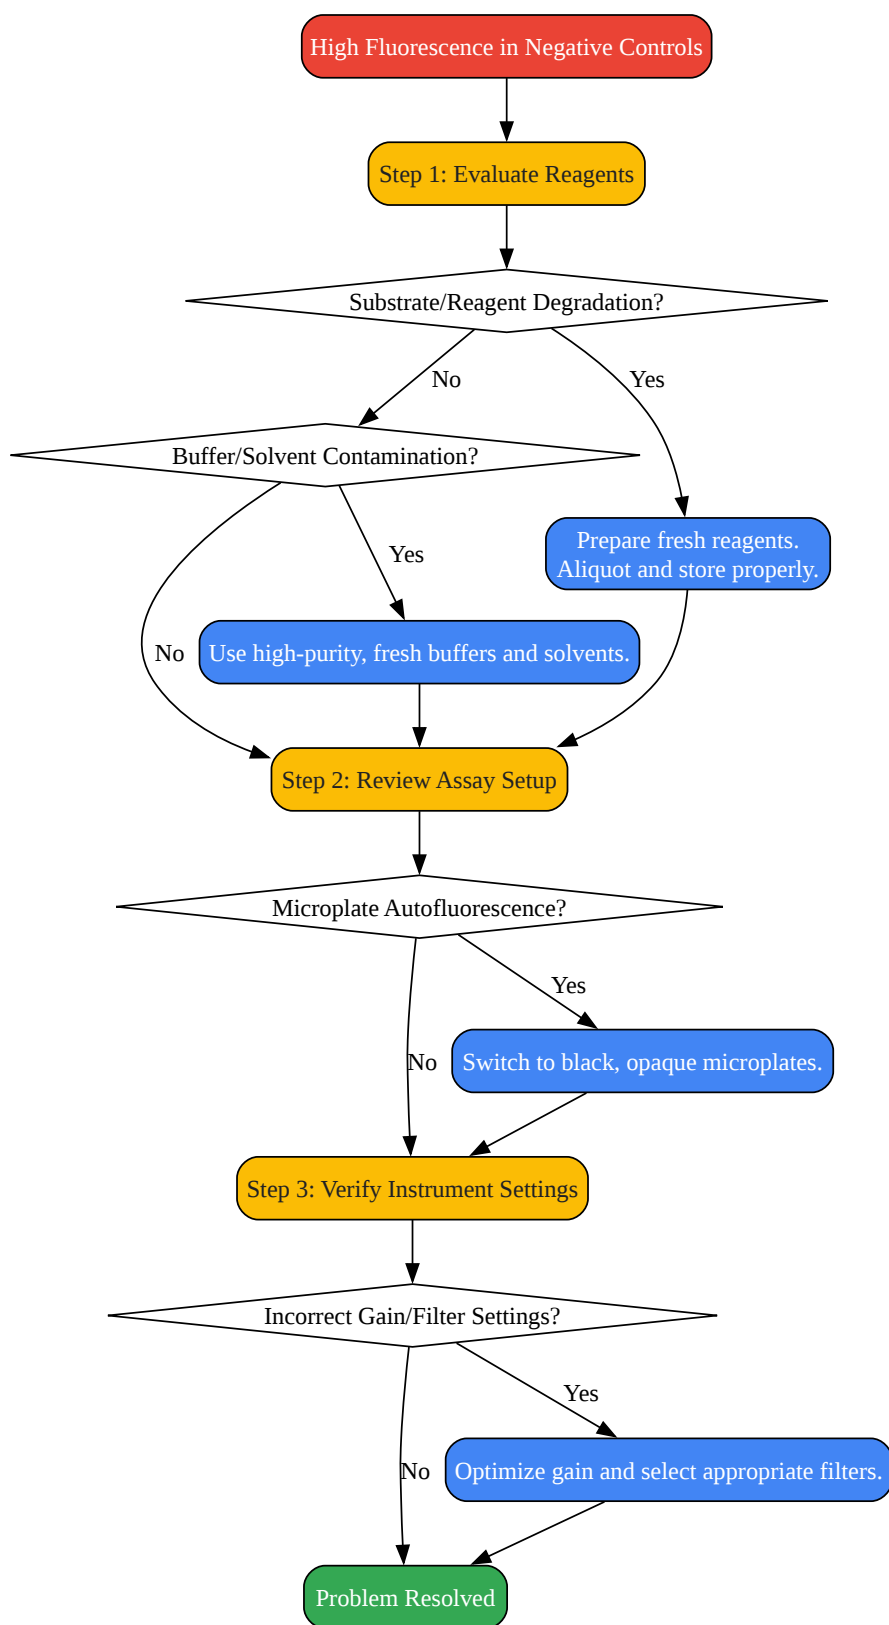 High Fluorescence in Negative Controls
Step 1: Evaluate Reagents
Substrate/Reagent Degradation?
No
Yes
Buffer/Solvent Contamination?
Yes
Prepare fresh reagents.
Aliquot and store properly.
No
Use high-purity, fresh buffers and solvents.
Step 2: Review Assay Setup
Microplate Autofluorescence?
Yes
No
Switch to black, opaque microplates.
Step 3: Verify Instrument Settings
Incorrect Gain/Filter Settings?
Yes
No
Optimize gain and select appropriate filters.
Problem Resolved